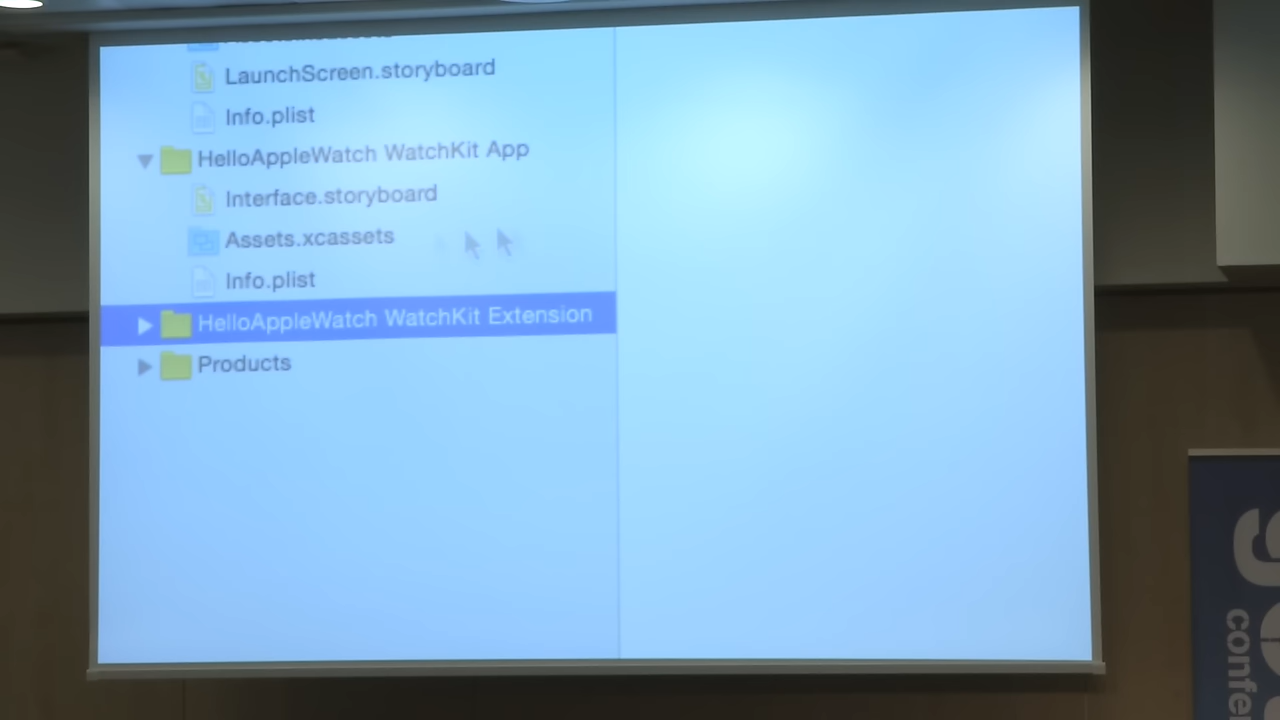 LaunchScreen.storyboard
Info.plist
HelloAppleWatch WatchKit App
Interface.storyboard
Assets.xcassets
Info.plist
HelloAppleWatch WatchKit Extension
Products